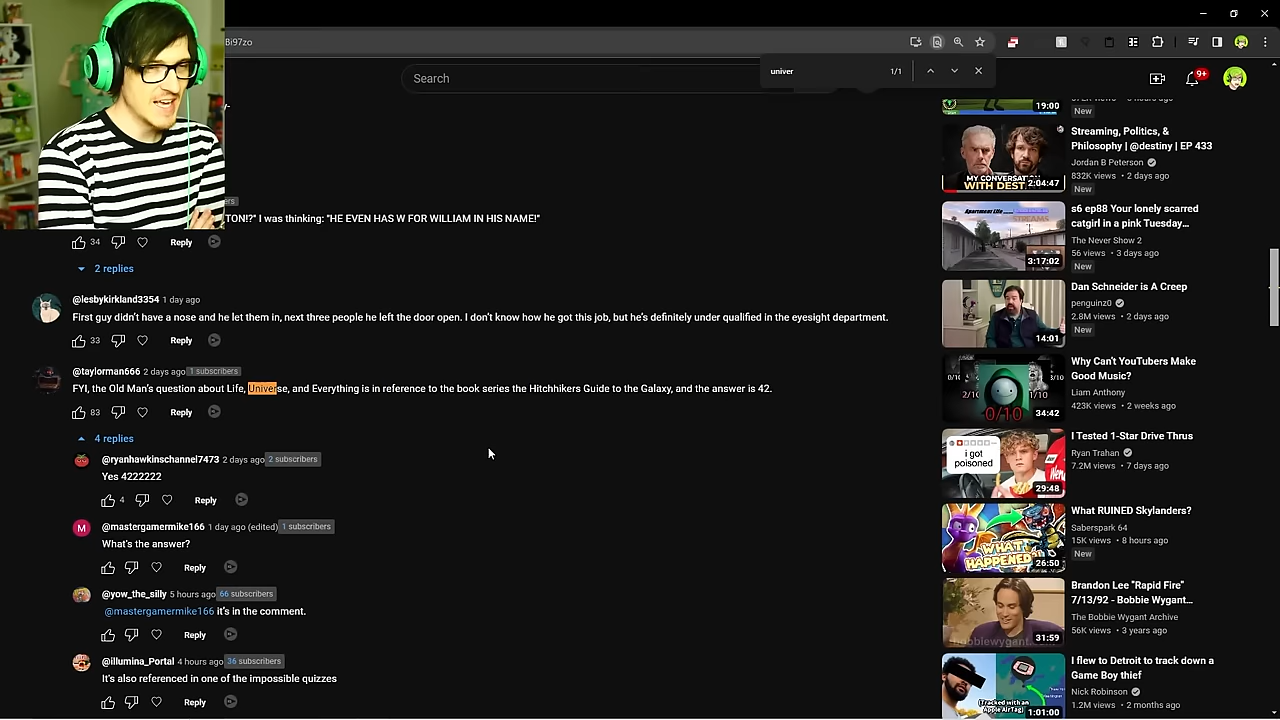 Bi97zo
univer
1/1
Search
9+
TON!?" I was thinking: "HE EVEN HAS W FOR WILLIAM IN HIS NAME!"
34
Reply
2 replies
@lesbykirkland3354 1 day ago
First guy didn't have a nose and he let them in, next three people he left the door open. I don't know how he got this job, but he's definitely under qualified in the eyesight department.
33
Reply
@taylorman666 2 days ago 1 subscribers
FYI, the Old Man's question about Life, Universe, and Everything is in reference to the book series the Hitchhikers Guide to the Galaxy, and the answer is 42.
83
Reply
4 replies
@ryanhawkinschannel7473 2 days ago 2 subscribers
Yes 4222222
4
Reply
@mastergamermike166 1 day ago (edited) 1 subscribers
What's the answer?
Reply
@yow_the_silly 5 hours ago 66 subscribers
@mastergamermike166 it's in the comment.
Reply
@illumina_Portal 4 hours ago 36 subscribers
It's also referenced in one of the impossible quizzes
Reply
19:00
New
MY CONVERSATION
WITH DEST
2:04:47
Streaming, Politics, &
Philosophy | @destiny | EP 433
Jordan B Peterson
832K views • 2 days ago
New
STREAMS
3:17:02
s6 ep88 Your lonely scarred
catgirl in a pink Tuesday…
The Never Show 2
56 views • 3 days ago
New
14:01
Dan Schneider is A Creep
penguinz0
2.8M views • 2 days ago
New
0/10
34:42
Why Can't YouTubers Make
Good Music?
Liam Anthony
423K views • 2 weeks ago
i got
poisoned
29:48
I Tested 1-Star Drive Thrus
Ryan Trahan
7.2M views • 7 days ago
WHAT
HAPPENED
26:50
What RUINED Skylanders?
Saberspark 64
15K views • 8 hours ago
New
bobbiewygant.com
31:59
Brandon Lee "Rapid Fire"
7/13/92 - Bobbie Wygant…
The Bobbie Wygant Archive
56K views • 3 years ago
(Tracked with an
Apple AirTag)
1:01:00
I flew to Detroit to track down a
Game Boy thief
Nick Robinson
1.2M views • 2 months ago